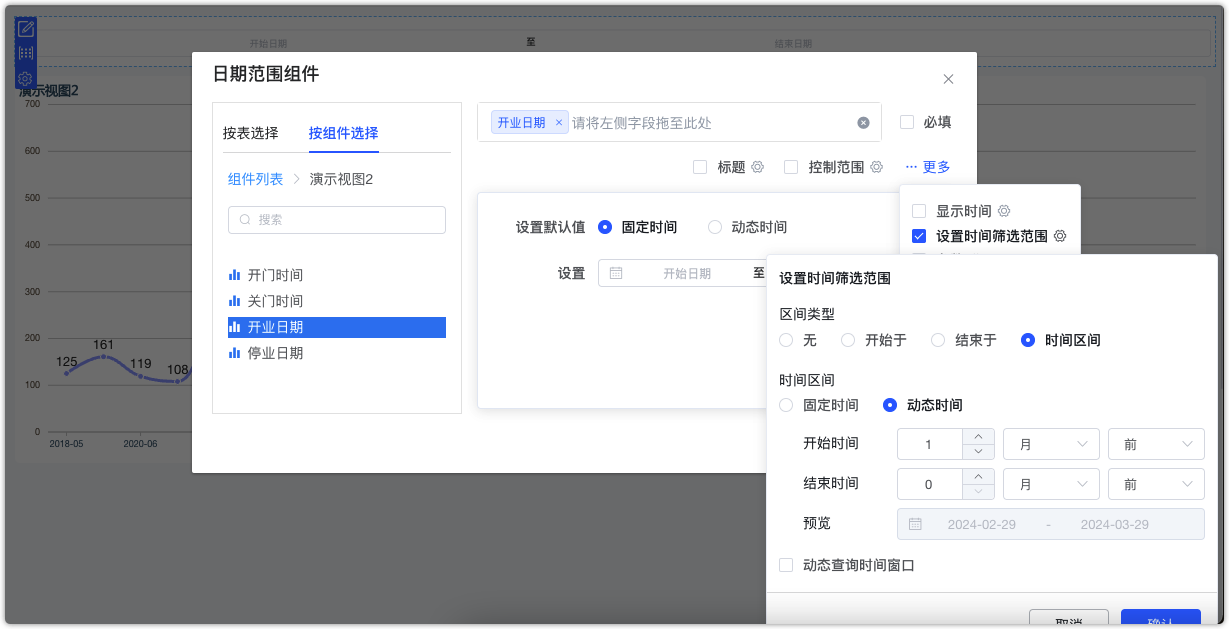 开始日期 至 结束日期
演示视图2
日期范围组件
按表选择 按组件选择
开业日期 × 请将左侧字段拖至此处
必填
组件列表 > 演示视图2
标题 控制范围 ··· 更多
搜索
显示时间
设置时间筛选范围
设置默认值 固定时间 动态时间
设置 开始日期 至
开门时间
关门时间
开业日期
停业日期
设置时间筛选范围
区间类型
无 开始于 结束于 时间区间
时间区间
固定时间 动态时间
开始时间 1 月 前
结束时间 0 月 前
预览 2024-02-29 - 2024-03-29
动态查询时间窗口
取消 确认
700
600
500
400
300
200
100
0
125 161 119 108
2018-05 2020-06